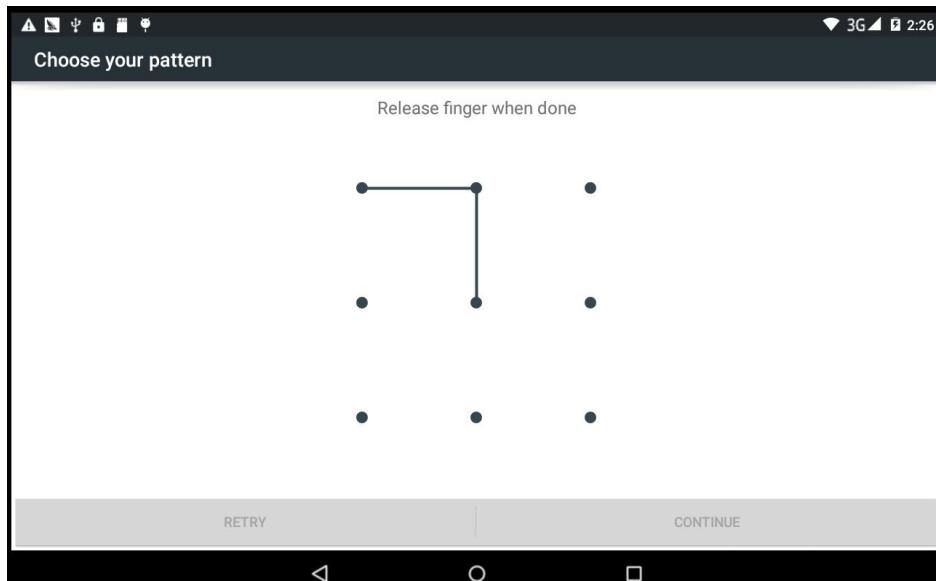 3G 2:26
Choose your pattern
Release finger when done
RETRY CONTINUE